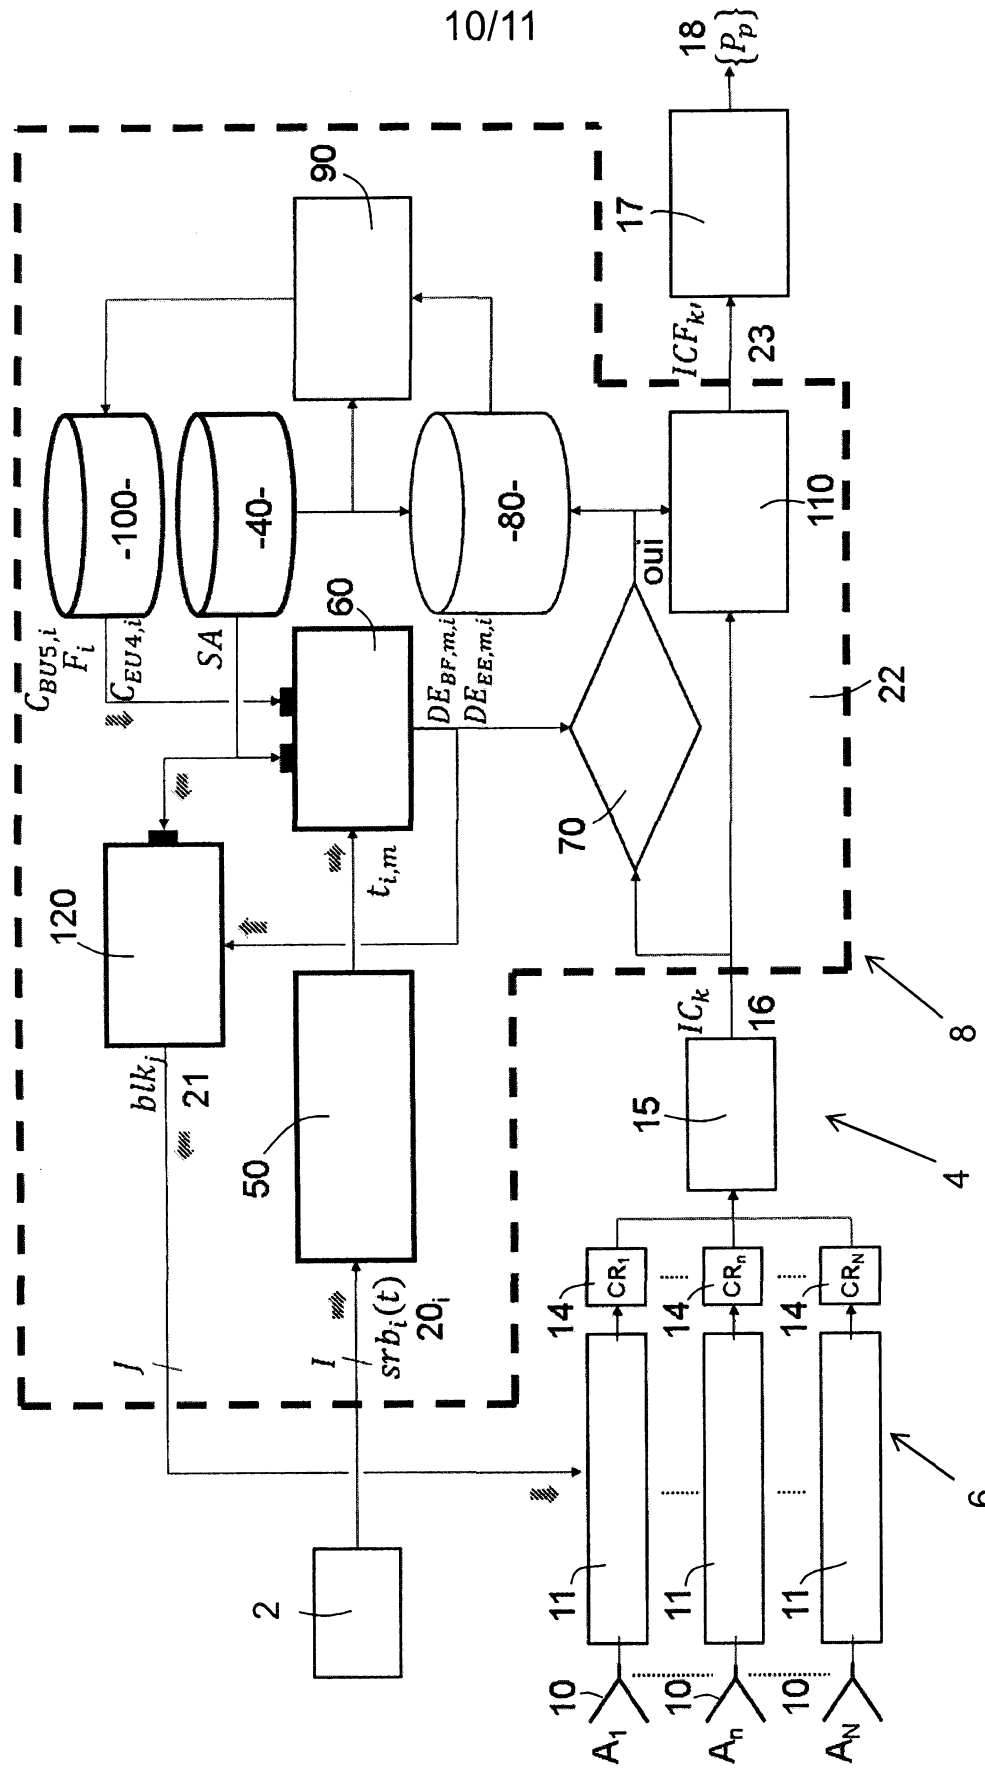 10/11
C_{BU5,i}
F_i
C_{EU4,i}
-100-
SA
-40-
90
60
DE_{BF,m,i}
DE_{EE,m,i}
-80-
120
blk_j
21
50
t_{i,m}
J
I
srb_i(t)
20_i
2
70
oui
110
22
ICF_{k'}
23
17
18
{P_p}
IC_k
16
15
8
4
6
14
CR_1
14
CR_n
14
CR_N
11
11
11
10
A_1
10
A_n
10
A_N